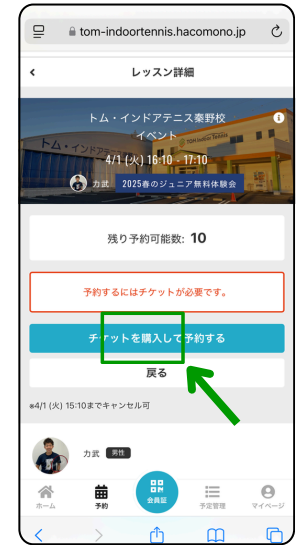 tom-indoortennis.hacomono.jp
レッスン詳細
トム・インドアテニス秦野校
イベント
4/1 (火) 16:10 - 17:10
力武 2025春のジュニア無料体験会
残り予約可能数: 10
予約するにはチケットが必要です。
チケットを購入して予約する
戻る
※4/1 (火) 15:10までキャンセル可
力武 男性
ホーム 予約 会員証 予定管理 マイページ